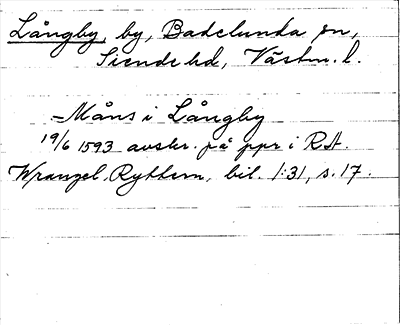 Långby, by, Badelunda sn,
Siende hd, Västm. l.
Måns i Långby
19/6 1593 avskr. på ppr i RA.
Wrangel, Ryttern, bil. 1:31, s. 17.